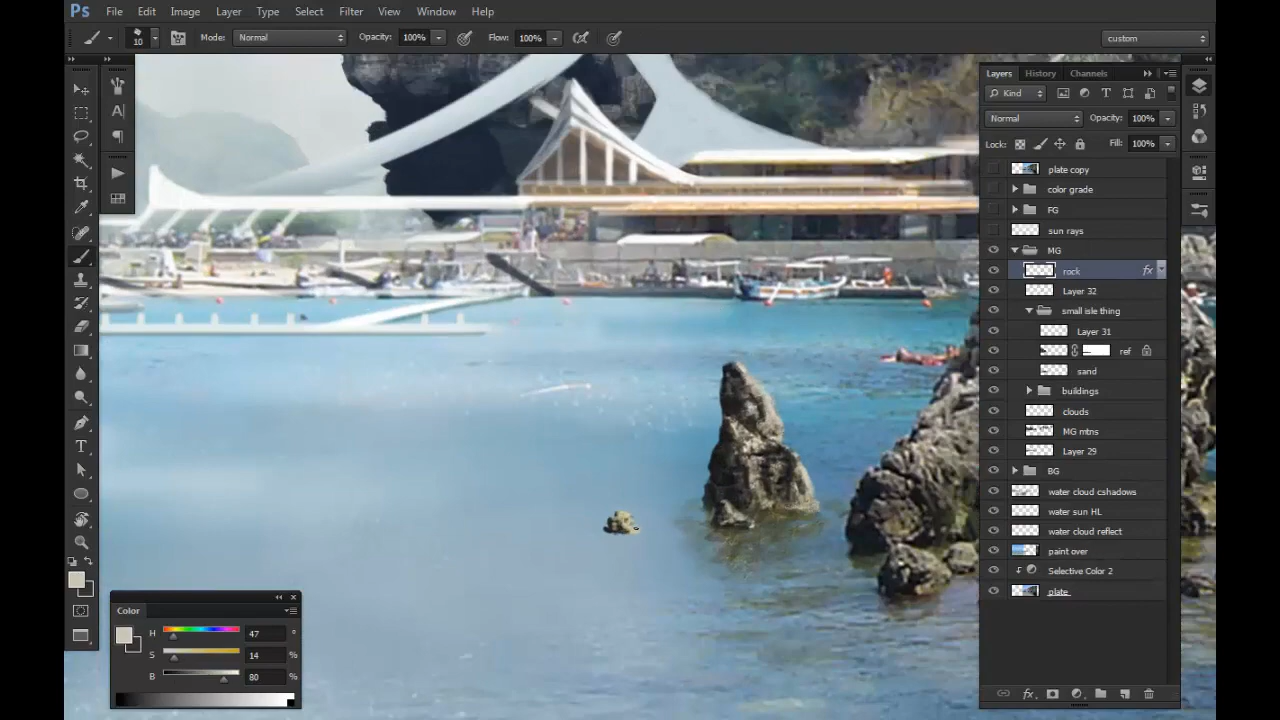 Ps File Edit Image Layer Type Select Filter View Window Help
10 Mode: Normal Opacity: 100% Flow: 100% custom
Layers History Channels
Kind
Normal Opacity: 100%
Lock: Fill: 100%
plate copy
color grade
FG
sun rays
MG
rock fx
Layer 32
small isle thing
Layer 31
ref
sand
buildings
clouds
MG mtns
Layer 29
BG
water cloud cshadows
water sun HL
water cloud reflect
paint over
Selective Color 2
plate
Color
H 47 °
S 14 %
B 80 %